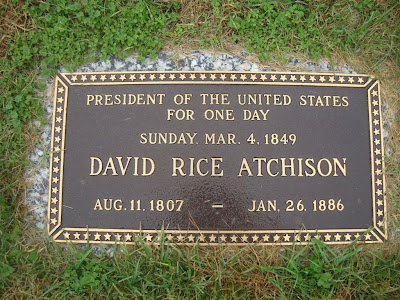 PRESIDENT OF THE UNITED STATES
FOR ONE DAY
SUNDAY, MAR. 4, 1849
DAVID RICE ATCHISON
AUG. 11, 1807 – JAN. 26, 1886